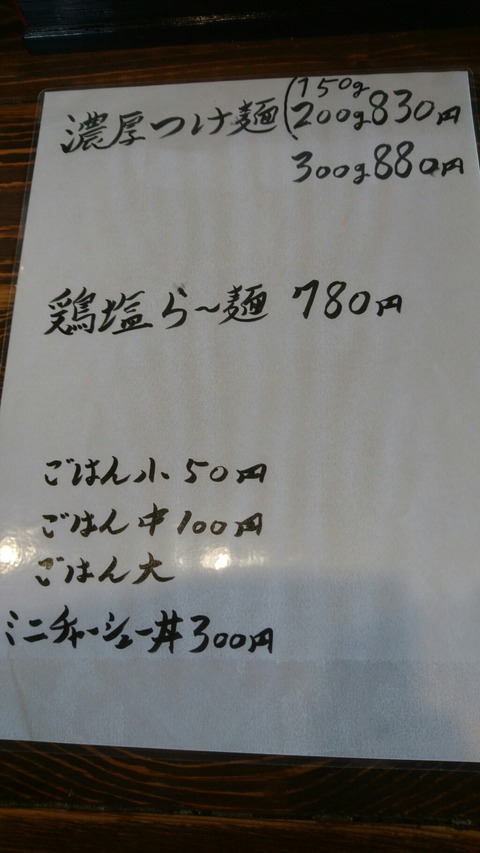 濃厚つけ麺(150g
200g 830円
300g 880円
鶏塩ら〜麺 780円
ごはん小 50円
ごはん中 100円
ごはん大
ミニチャーシュー丼 300円